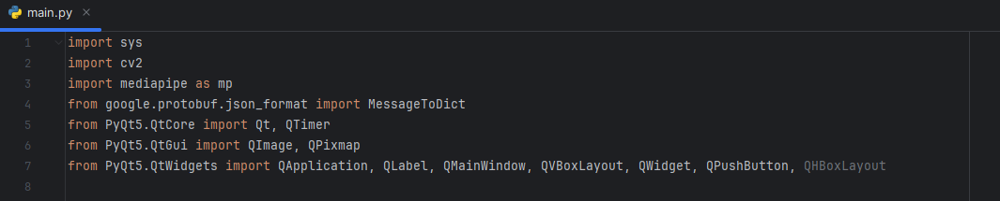 main.py
1 import sys
2 import cv2
3 import mediapipe as mp
4 from google.protobuf.json_format import MessageToDict
5 from PyQt5.QtCore import Qt, QTimer
6 from PyQt5.QtGui import QImage, QPixmap
7 from PyQt5.QtWidgets import QApplication, QLabel, QMainWindow, QVBoxLayout, QWidget, QPushButton, QHBoxLayout
8